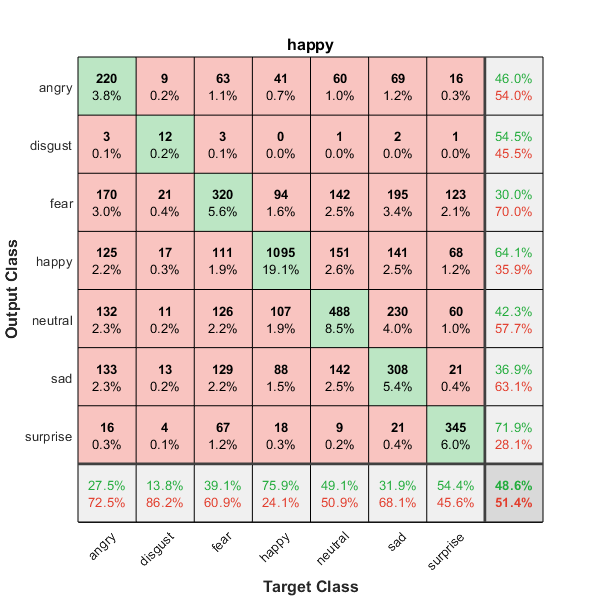 happy
angry 220 9 63 41 60 69 16 46.0%
3.8% 0.2% 1.1% 0.7% 1.0% 1.2% 0.3% 54.0%
disgust 3 12 3 0 1 2 1 54.5%
0.1% 0.2% 0.1% 0.0% 0.0% 0.0% 0.0% 45.5%
fear 170 21 320 94 142 195 123 30.0%
3.0% 0.4% 5.6% 1.6% 2.5% 3.4% 2.1% 70.0%
happy 125 17 111 1095 151 141 68 64.1%
2.2% 0.3% 1.9% 19.1% 2.6% 2.5% 1.2% 35.9%
neutral 132 11 126 107 488 230 60 42.3%
2.3% 0.2% 2.2% 1.9% 8.5% 4.0% 1.0% 57.7%
sad 133 13 129 88 142 308 21 36.9%
2.3% 0.2% 2.2% 1.5% 2.5% 5.4% 0.4% 63.1%
surprise 16 4 67 18 9 21 345 71.9%
0.3% 0.1% 1.2% 0.3% 0.2% 0.4% 6.0% 28.1%
27.5% 13.8% 39.1% 75.9% 49.1% 31.9% 54.4% 48.6%
72.5% 86.2% 60.9% 24.1% 50.9% 68.1% 45.6% 51.4%
angry disgust fear happy neutral sad surprise
Target Class
Output Class